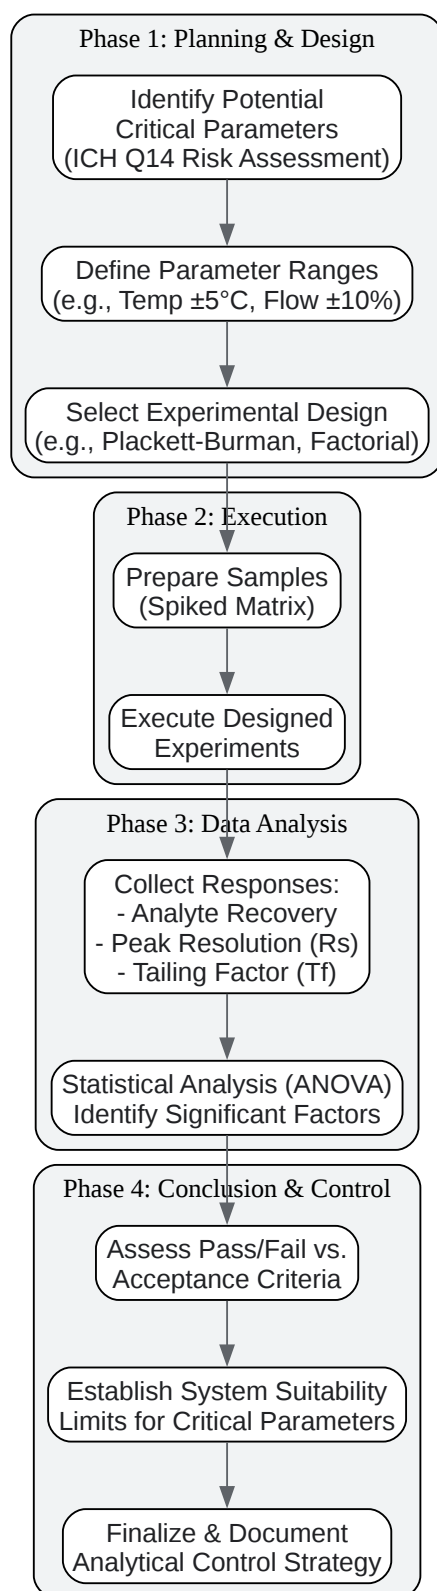 Phase 1: Planning & Design
Identify Potential
Critical Parameters
(ICH Q14 Risk Assessment)
Define Parameter Ranges
(e.g., Temp ±5°C, Flow ±10%)
Select Experimental Design
(e.g., Plackett-Burman, Factorial)
Phase 2: Execution
Prepare Samples
(Spiked Matrix)
Execute Designed
Experiments
Phase 3: Data Analysis
Collect Responses:
- Analyte Recovery
- Peak Resolution (Rs)
- Tailing Factor (Tf)
Statistical Analysis (ANOVA)
Identify Significant Factors
Phase 4: Conclusion & Control
Assess Pass/Fail vs.
Acceptance Criteria
Establish System Suitability
Limits for Critical Parameters
Finalize & Document
Analytical Control Strategy